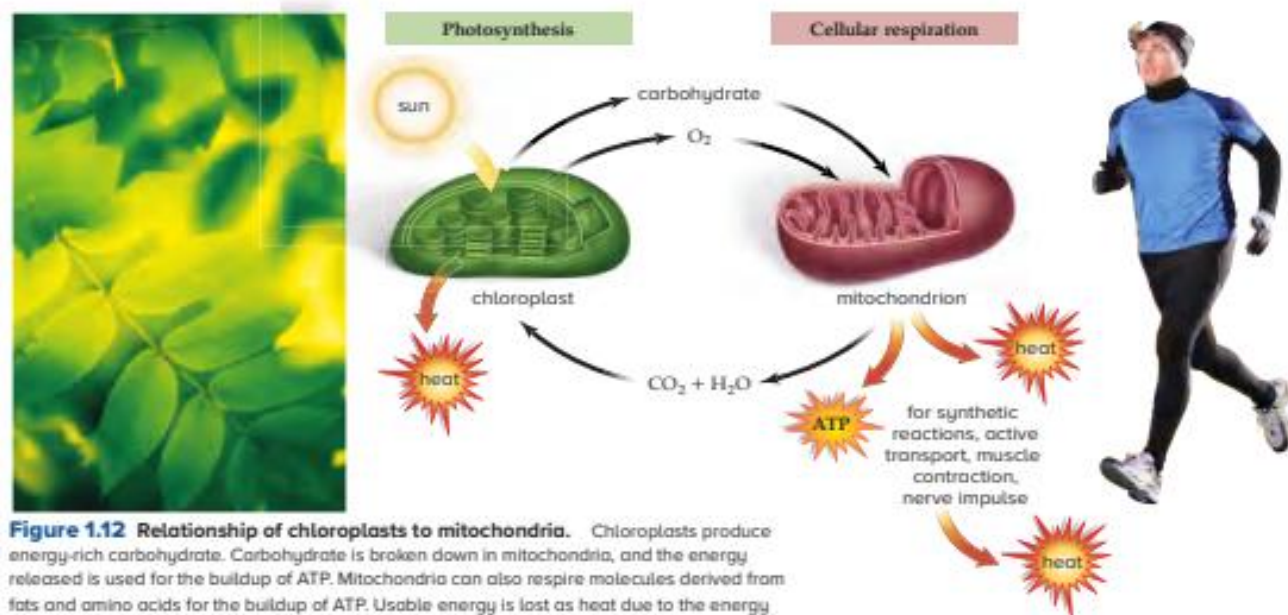 Photosynthesis
Cellular respiration
sun
carbohydrate
O₂
chloroplast
mitochondrion
heat
heat
CO₂ + H₂O
ATP
for synthetic
reactions, active
transport, muscle
contraction,
nerve impulse
heat
Figure 1.12 Relationship of chloroplasts to mitochondria. Chloroplasts produce
energy-rich carbohydrate. Carbohydrate is broken down in mitochondria, and the energy
released is used for the buildup of ATP. Mitochondria can also respire molecules derived from
fats and amino acids for the buildup of ATP. Usable energy is lost as heat due to the energy